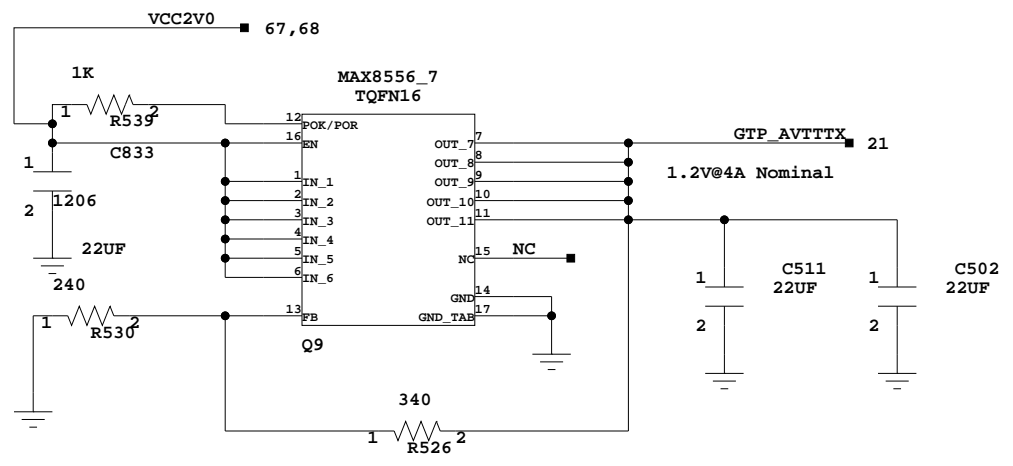 VCC2V0
67,68
1K
MAX8556_7
TQFN16
1
2
R539
12
POK/POR
16
EN
7
OUT_7
GTP_AVTTTX
21
C833
8
OUT_8
1
1
IN_1
9
OUT_9
1.2V@4A Nominal
1206
2
IN_2
10
OUT_10
2
3
IN_3
11
OUT_11
4
IN_4
22UF
5
IN_5
15
NC
NC
6
IN_6
1
C511
22UF
1
C502
22UF
240
14
GND
1
2
R530
13
FB
17
GND_TAB
2
2
Q9
340
1
2
R526